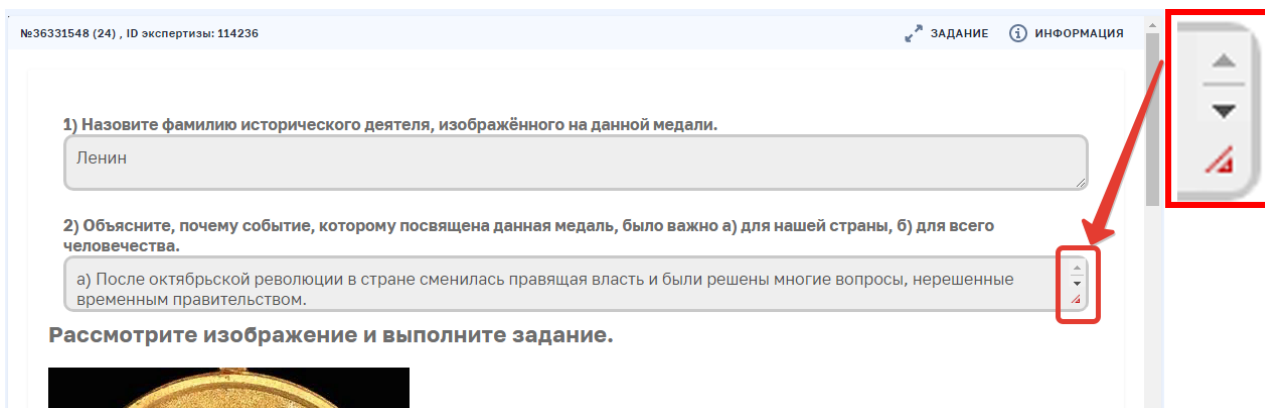 №36331548 (24) , ID экспертизы: 114236
ЗАДАНИЕ
ИНФОРМАЦИЯ
1) Назовите фамилию исторического деятеля, изображённого на данной медали.
Ленин
2) Объясните, почему событие, которому посвящена данная медаль, было важно а) для нашей страны, б) для всего
человечества.
а) После октябрьской революции в стране сменилась правящая власть и были решены многие вопросы, нерешенные
временным правительством.
Рассмотрите изображение и выполните задание.